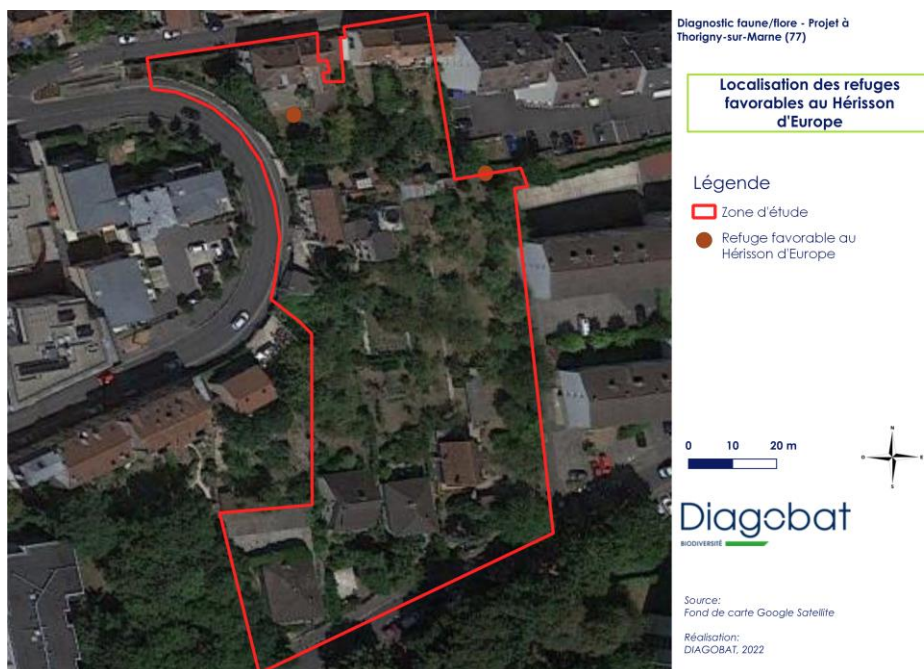 Diagnostic faune/flore - Projet à
Thorigny-sur-Marne (77)
Localisation des refuges
favorables au Hérisson
d'Europe
Légende
Zone d'étude
Refuge favorable au
Hérisson d'Europe
0 10 20 m
N
O E
S
Diagobat
BIODIVERSITÉ
Source:
Fond de carte Google Satellite
Réalisation:
DIAGOBAT, 2022